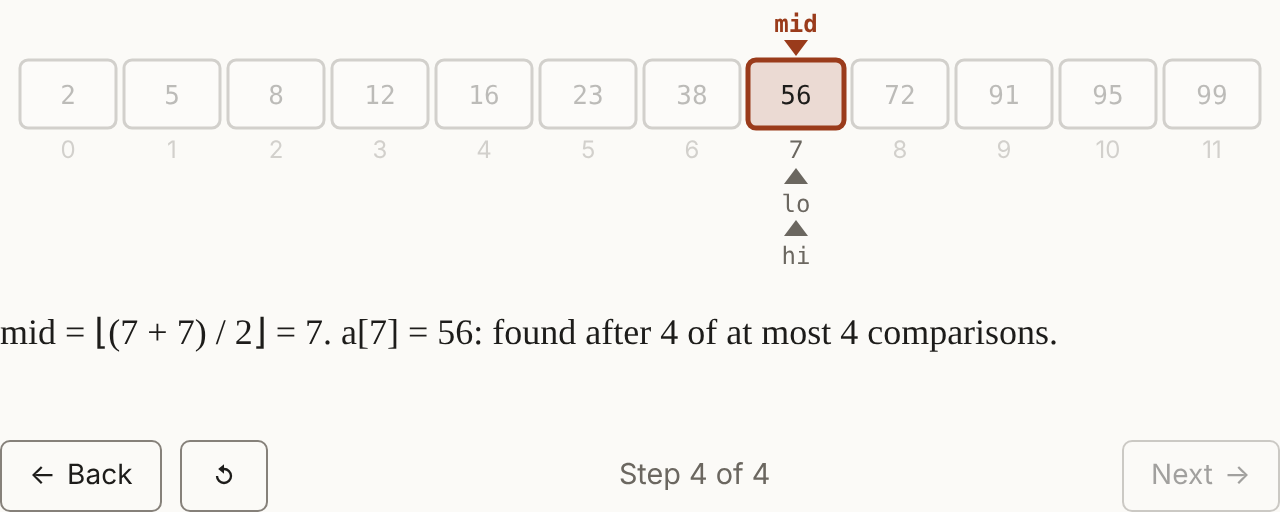 mid
2 5 8 12 16 23 38 56 72 91 95 99
0 1 2 3 4 5 6 7 8 9 10 11
lo
hi
mid = ⌊(7 + 7) / 2⌋ = 7. a[7] = 56: found after 4 of at most 4 comparisons.
← Back ↺ Step 4 of 4 Next →